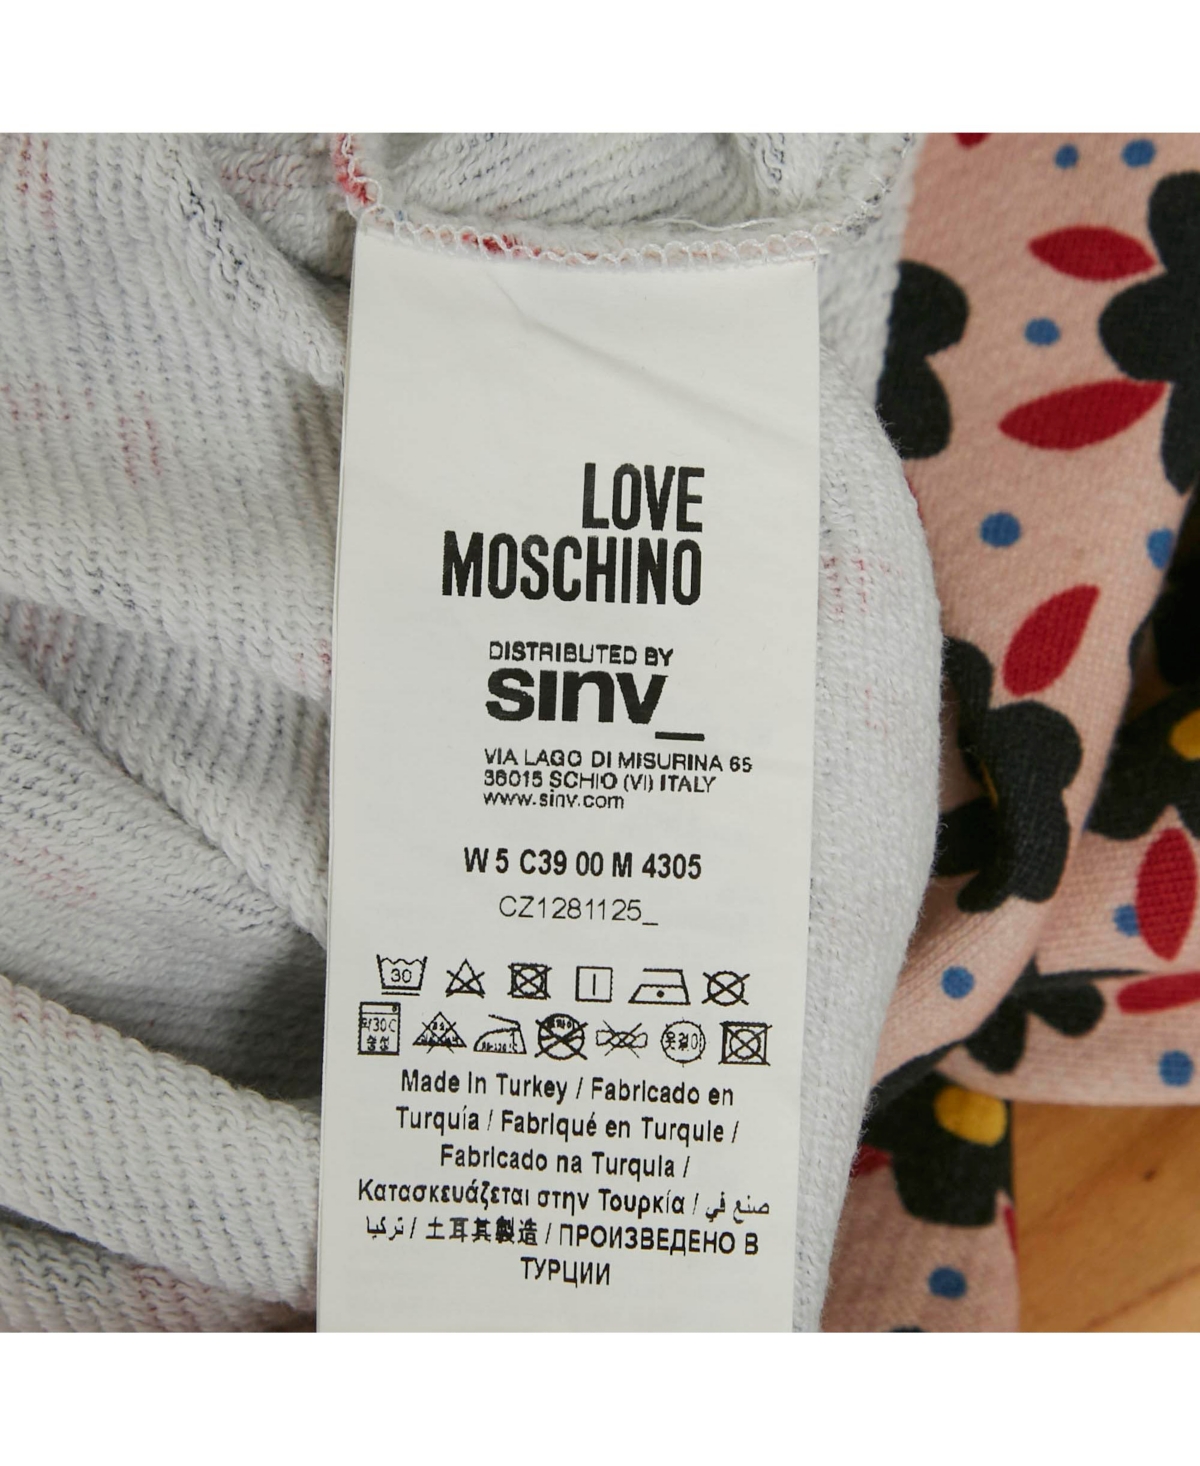 LOVE
MOSCHINO
DISTRIBUTED BY
sinv_
VIA LAGO DI MISURINA 65
36015 SCHIO (VI) ITALY
www.sinv.com
W 5 C39 00 M 4305
CZ1281125_
30
Made in Turkey / Fabricado en
Turquía / Fabriqué en Turquie /
Fabricado na Turquia /
Κατασκευάζεται στην Τουρκία / صنع في
تركيا / 土耳其製造 / ПРОИЗВЕДЕНО В
ТУРЦИИ